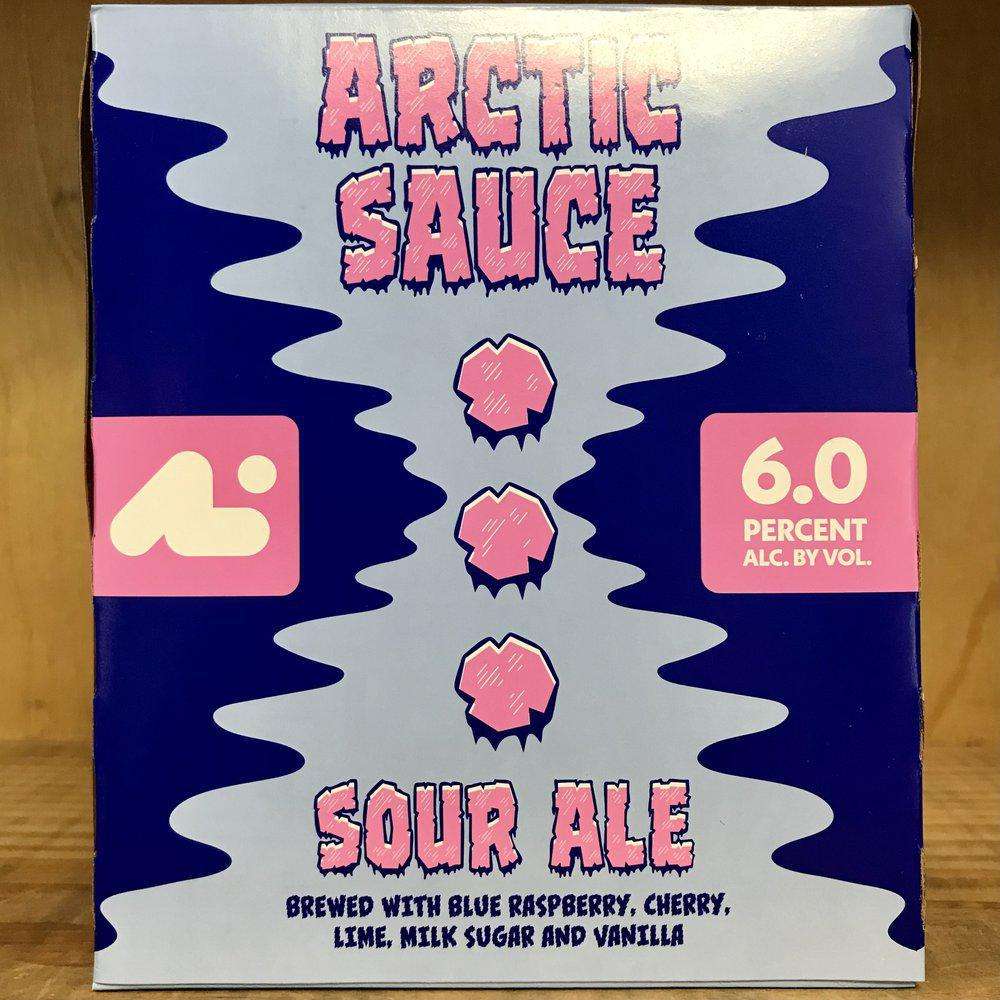 ARCTIC
SAUCE
6.0
PERCENT
ALC. BY VOL.
SOUR ALE
BREWED WITH BLUE RASPBERRY, CHERRY,
LIME, MILK SUGAR AND VANILLA